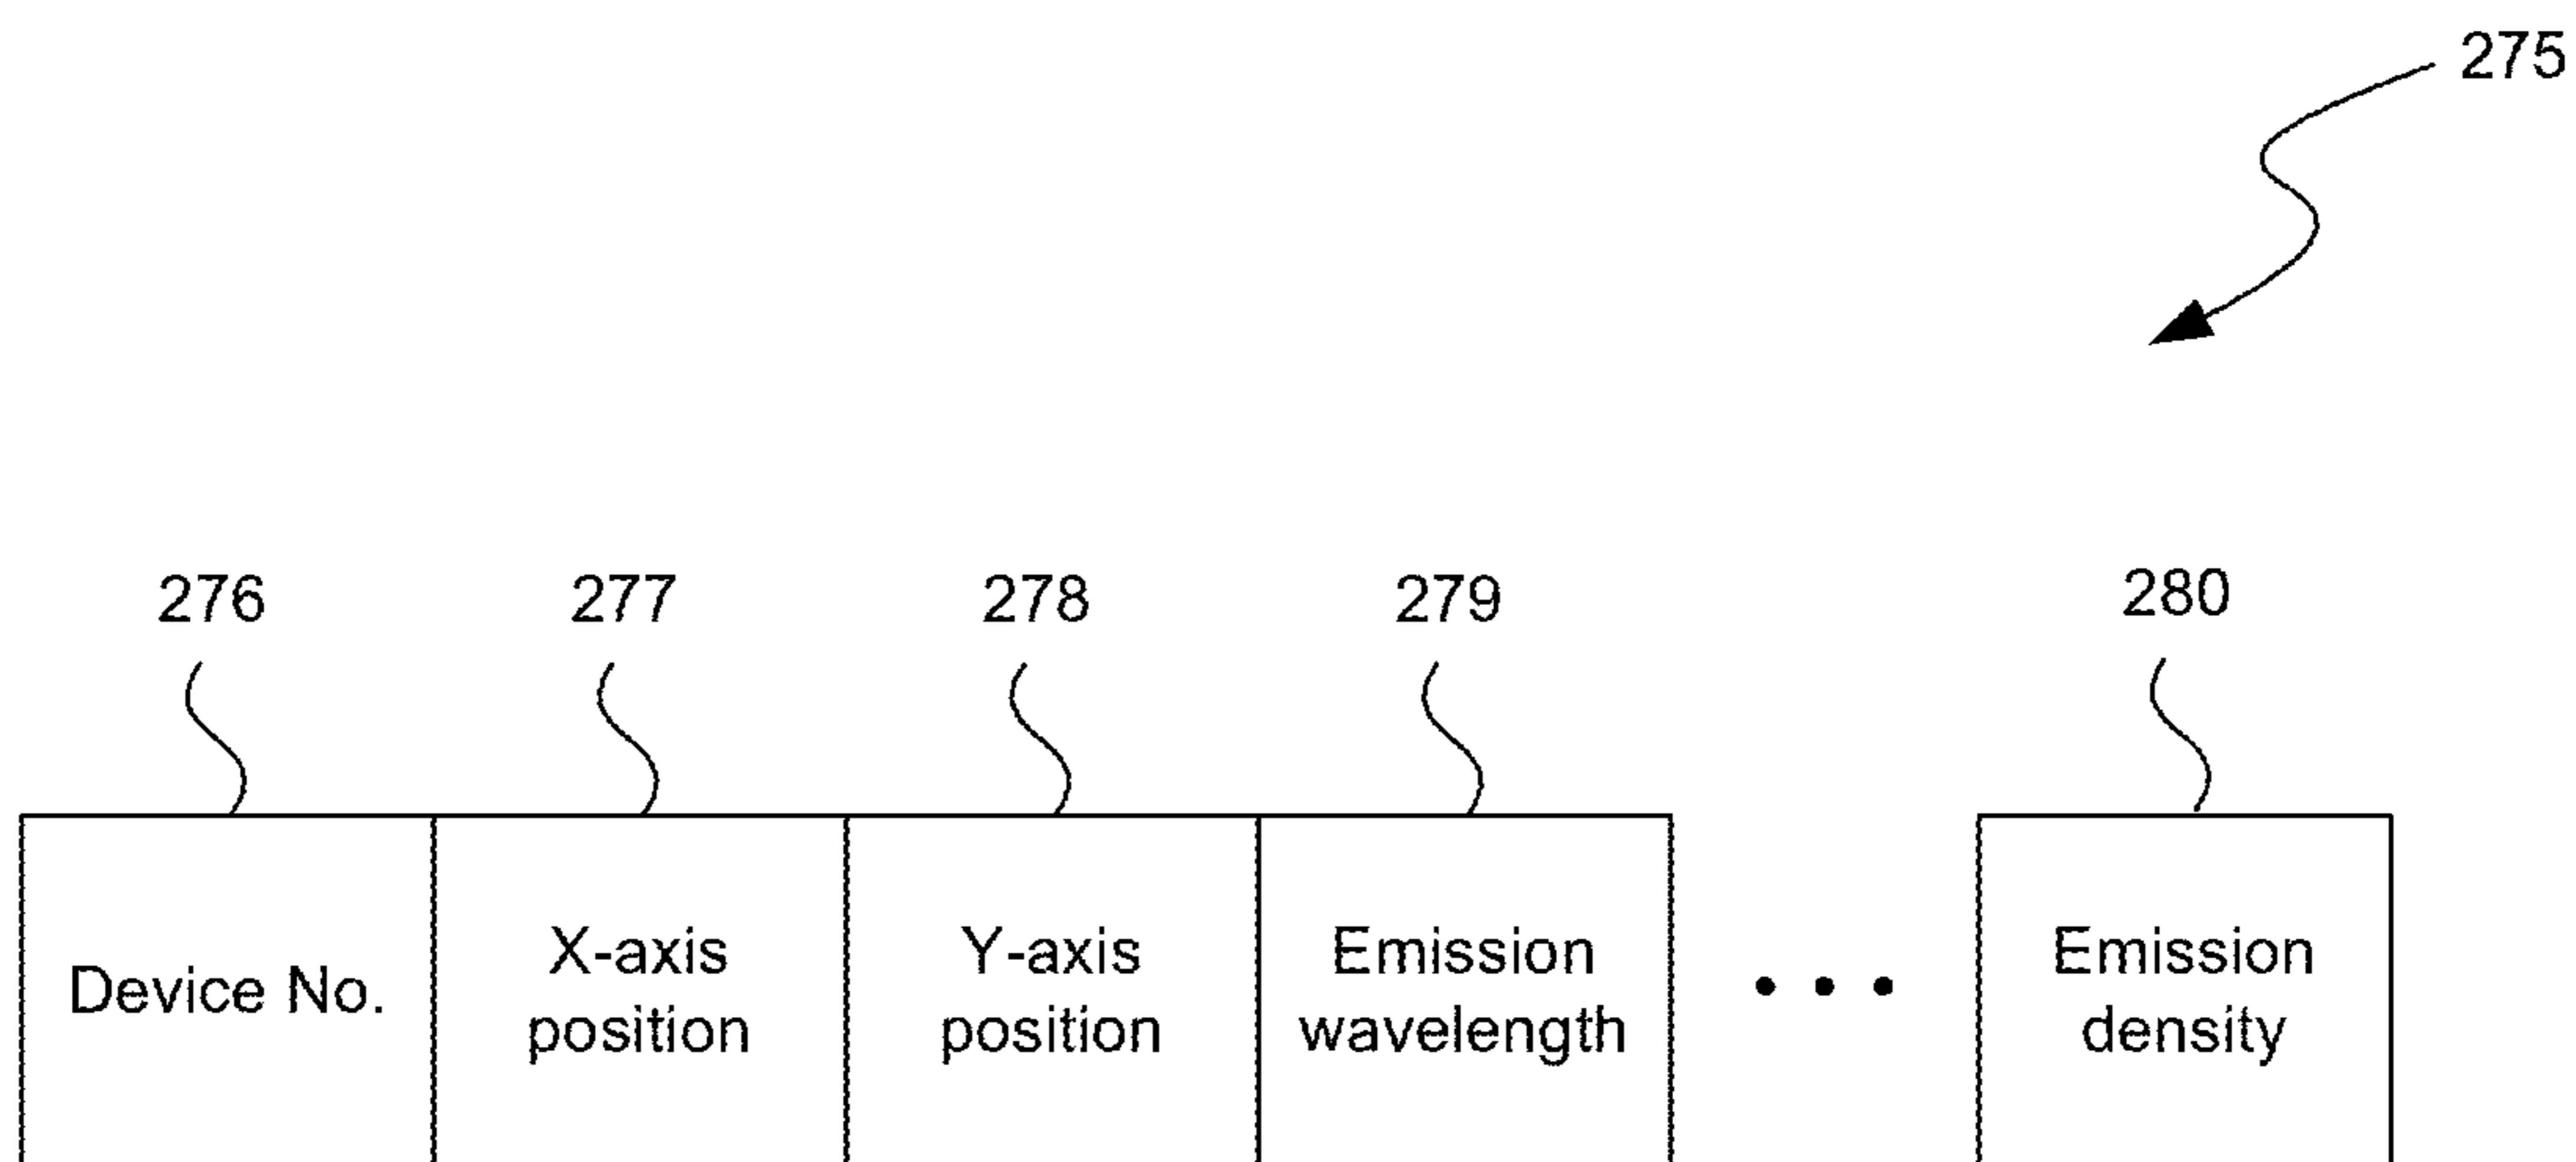 275
276 277 278 279 280
Device No.
X-axis
position
Y-axis
position
Emission
wavelength
Emission
density